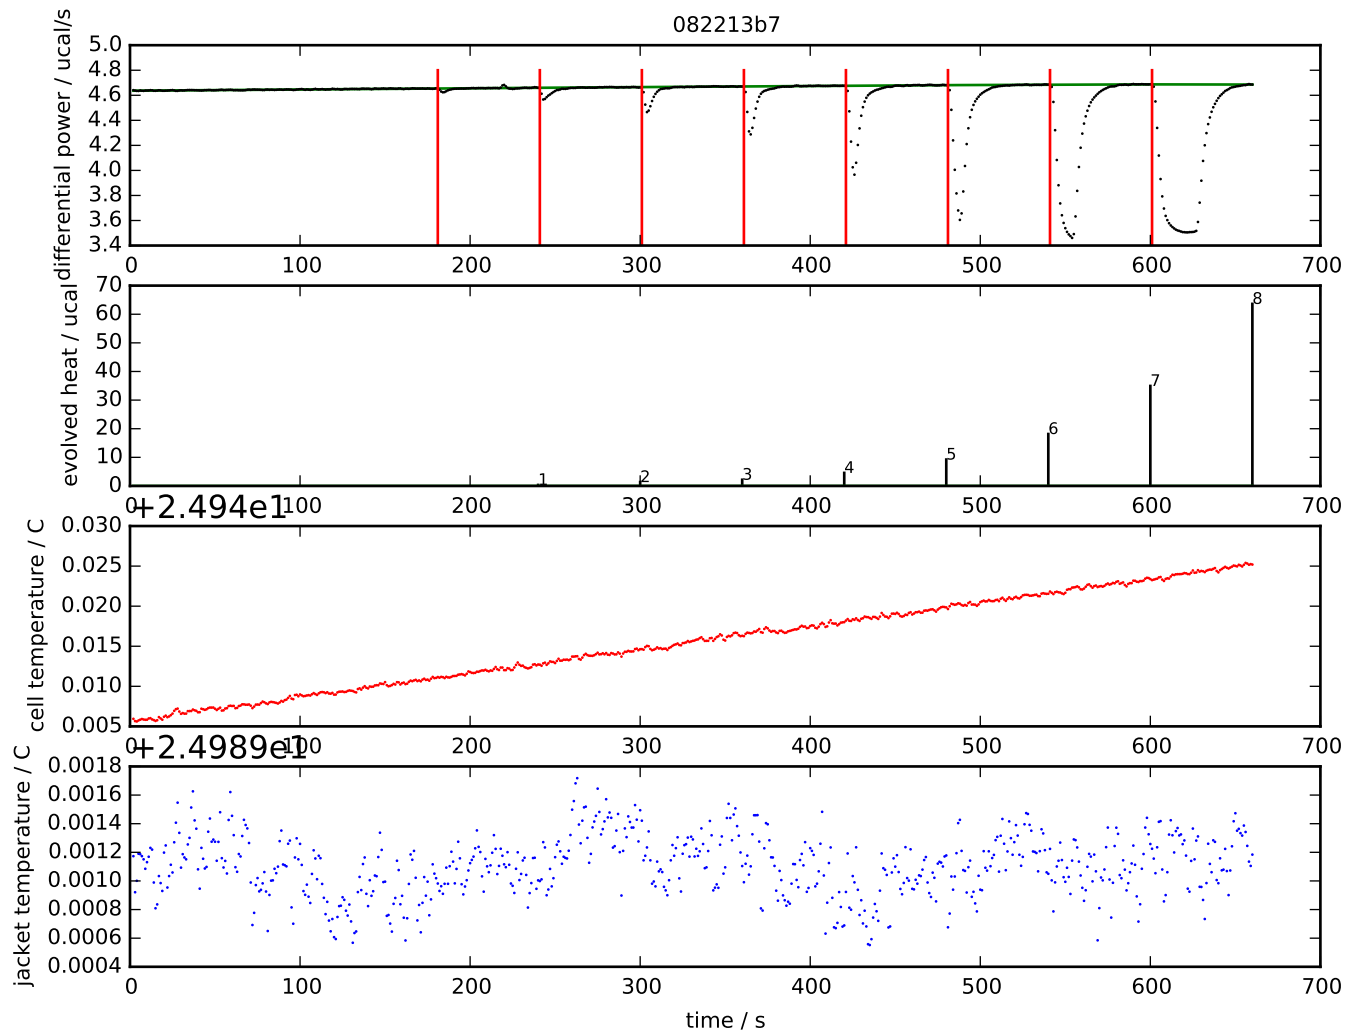 082213b7
differential power / ucal/s
5.0
4.8
4.6
4.4
4.2
4.0
3.8
3.6
3.4
0 100 200 300 400 500 600 700
evolved heat / ucal
70
60
50
40
30
20
10
0
1 2 3 4 5 6 7 8
0 100 200 300 400 500 600 700
+2.494e1
cell temperature / C
0.030
0.025
0.020
0.015
0.010
0.005
0 100 200 300 400 500 600 700
+2.4989e1
jacket temperature / C
0.0018
0.0016
0.0014
0.0012
0.0010
0.0008
0.0006
0.0004
0 100 200 300 400 500 600 700
time / s